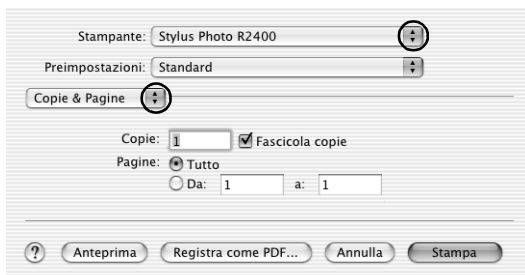 Stampante: Stylus Photo R2400
Preimpostazioni: Standard
Copie & Pagine
Copie: 1 Fascicola copie
Pagine: Tutto
Da: 1 a: 1
? Anteprima Registra come PDF... Annulla Stampa